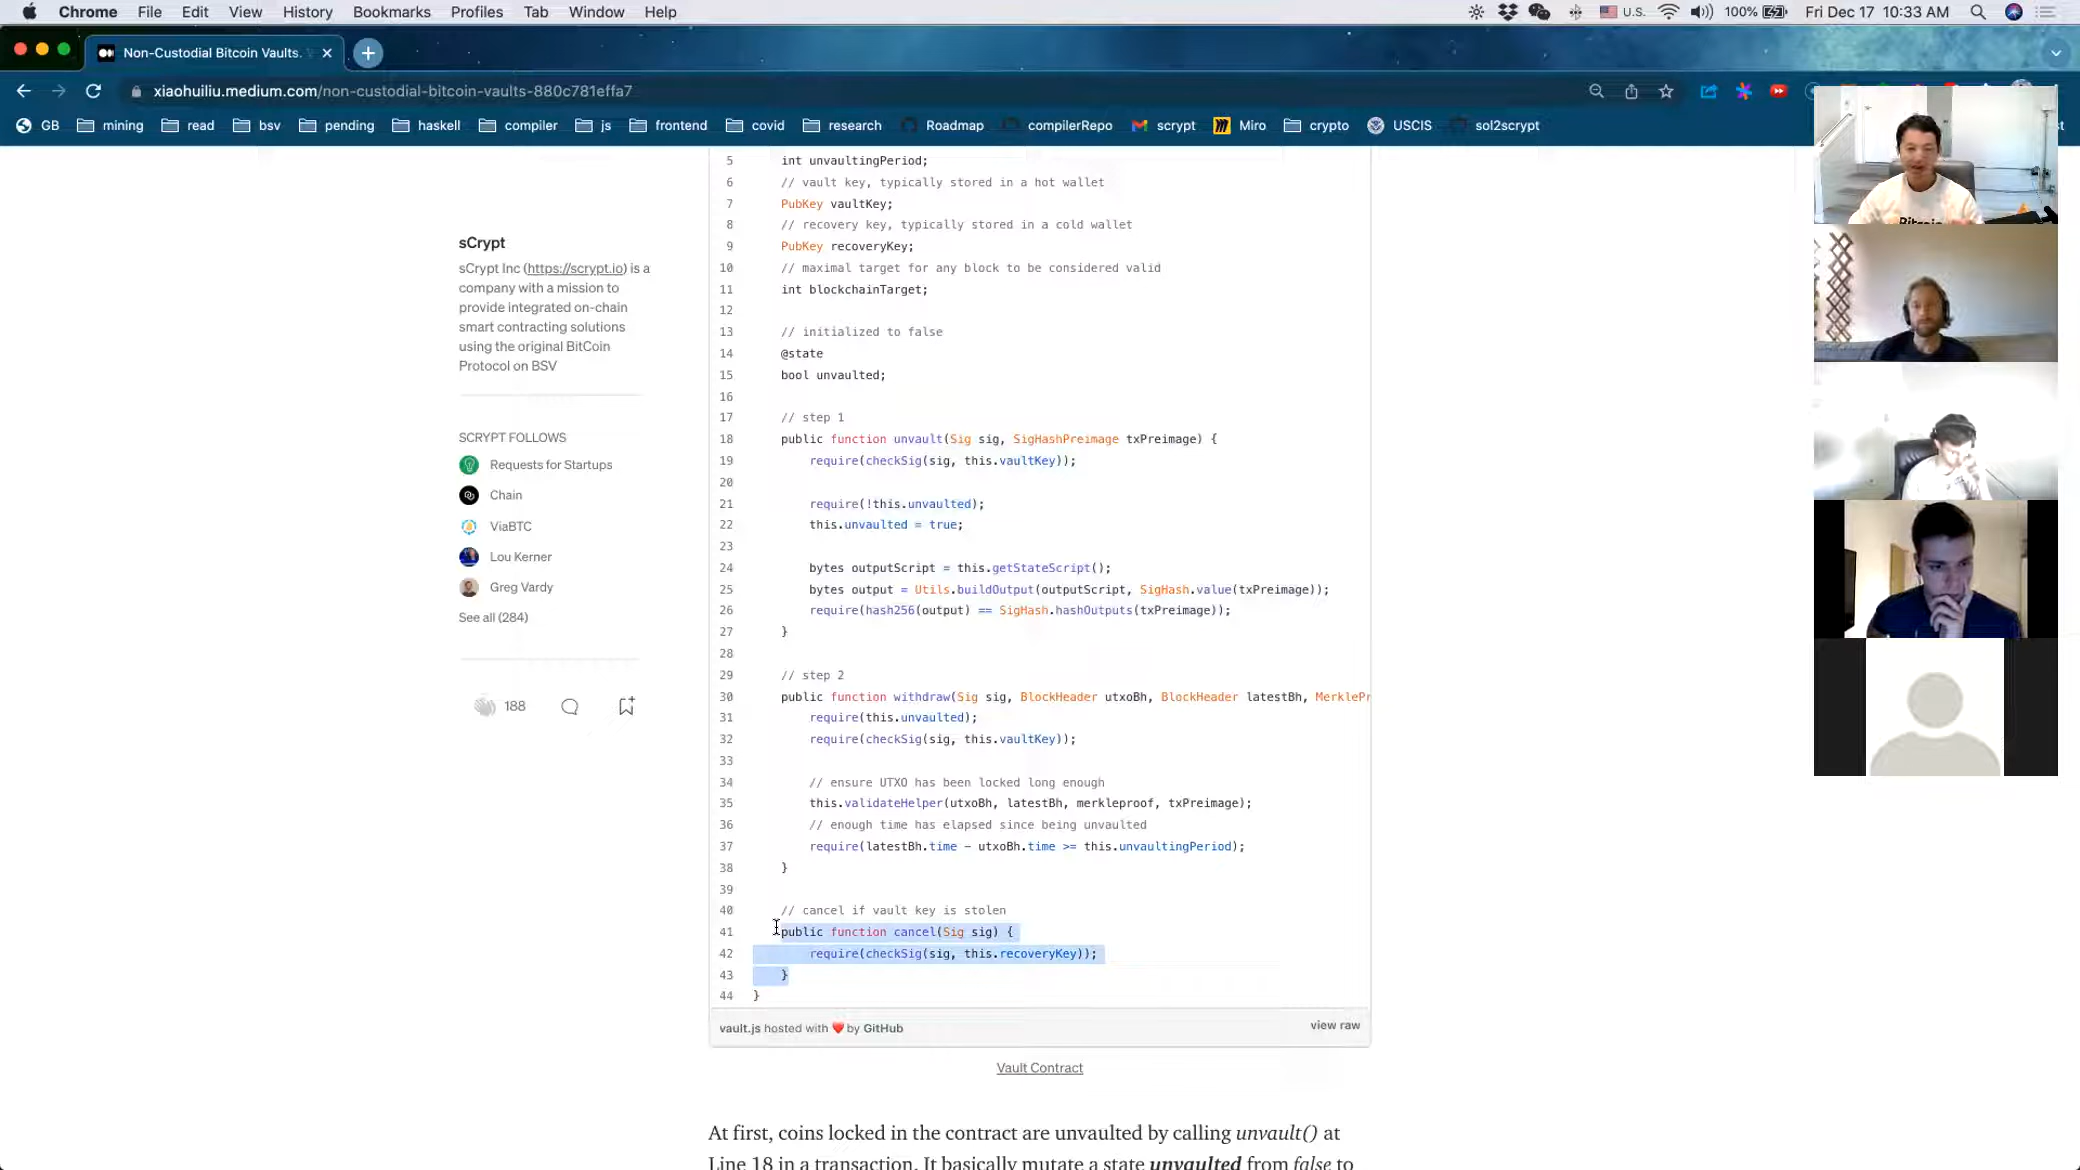 Chrome File Edit View History Bookmarks Profiles Tab Window Help U.S. 100% Fri Dec 17 10:33 AM
Non-Custodial Bitcoin Vaults.
xiaohuiliu.medium.com/non-custodial-bitcoin-vaults-880c781effa7
GB mining read bsv pending haskell compiler js frontend covid research Roadmap compilerRepo scrypt Miro crypto USCIS sol2scrypt
sCrypt
sCrypt Inc (https://scrypt.io) is a
company with a mission to
provide integrated on-chain
smart contracting solutions
using the original BitCoin
Protocol on BSV
SCRYPT FOLLOWS
Requests for Startups
Chain
ViaBTC
Lou Kerner
Greg Vardy
See all (284)
188
5 int unvaultingPeriod;
6 // vault key, typically stored in a hot wallet
7 PubKey vaultKey;
8 // recovery key, typically stored in a cold wallet
9 PubKey recoveryKey;
10 // maximal target for any block to be considered valid
11 int blockchainTarget;
12
13 // initialized to false
14 @state
15 bool unvaulted;
16
17 // step 1
18 public function unvault(Sig sig, SigHashPreimage txPreimage) {
19 require(checkSig(sig, this.vaultKey));
20
21 require(!this.unvaulted);
22 this.unvaulted = true;
23
24 bytes outputScript = this.getStateScript();
25 bytes output = Utils.buildOutput(outputScript, SigHash.value(txPreimage));
26 require(hash256(output) == SigHash.hashOutputs(txPreimage));
27 }
28
29 // step 2
30 public function withdraw(Sig sig, BlockHeader utxoBh, BlockHeader latestBh, MerklePr
31 require(this.unvaulted);
32 require(checkSig(sig, this.vaultKey));
33
34 // ensure UTXO has been locked long enough
35 this.validateHelper(utxoBh, latestBh, merkleproof, txPreimage);
36 // enough time has elapsed since being unvaulted
37 require(latestBh.time - utxoBh.time >= this.unvaultingPeriod);
38 }
39
40 // cancel if vault key is stolen
41 public function cancel(Sig sig) {
42 require(checkSig(sig, this.recoveryKey));
43 }
44 }
vault.js hosted with ❤ by GitHub view raw
Vault Contract
At first, coins locked in the contract are unvaulted by calling unvault() at
Line 18 in a transaction. It basically mutate a state unvaulted from false to